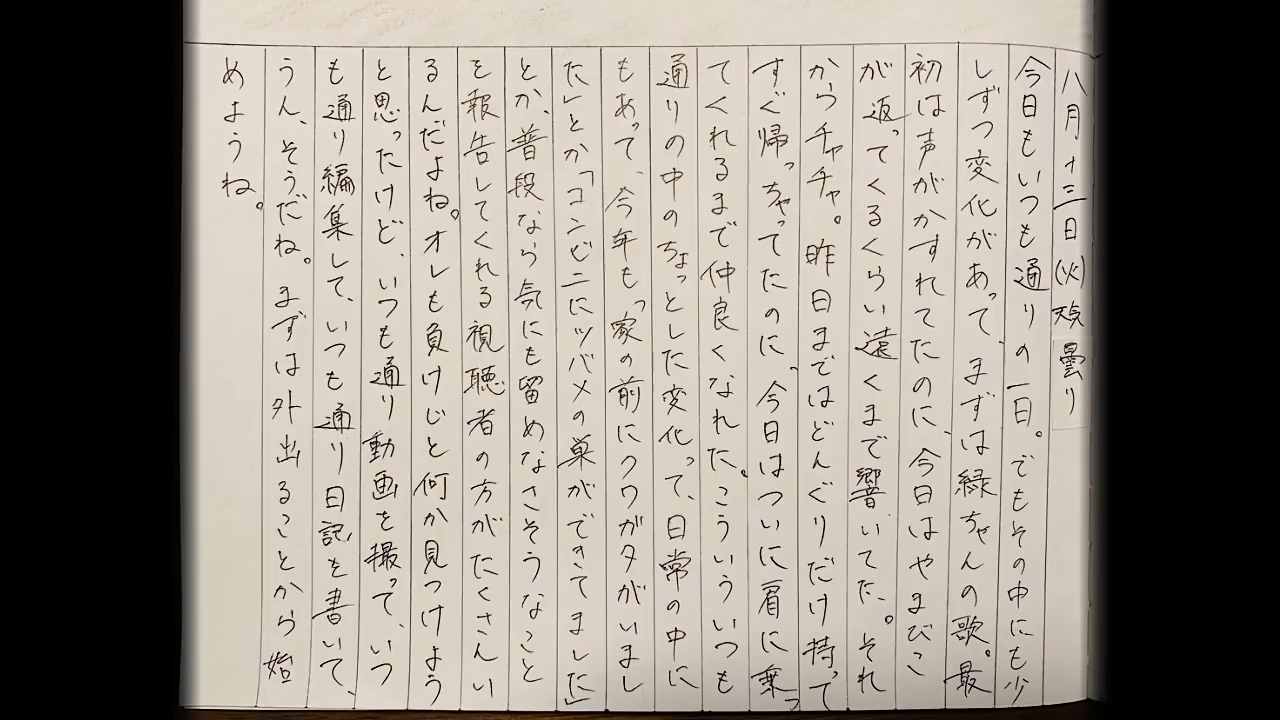 八月十三日(火)天気 曇り
今日もいつも通りの一日。でもその中にも少
しずつ変化があって、まずは緑ちゃんの歌。最
初は声がかすれてたのに、今日はやまびこ
が返ってくるくらい遠くまで響いてた。それ
からチャチャ。昨日まではどんぐりだけ持って
すぐ帰っちゃってたのに、今日はついに肩に乗っ
てくれるまで仲良くなれた。こういういつも
通りの中のちょっとした変化って、日常の中に
もあって、今年も「家の前にクワガタがいまし
た」とか「コンビニにツバメの巣ができてました」
とか、普段なら気にも留めなさそうなこと
を報告してくれる視聴者の方がたくさんい
るんだよね。オレも負けじと何か見つけよう
と思ったけど、いつも通り動画を撮って、いつ
も通り編集して、いつも通り日記を書いて、
うん、そうだね。まずは外出ることから始
めようね。